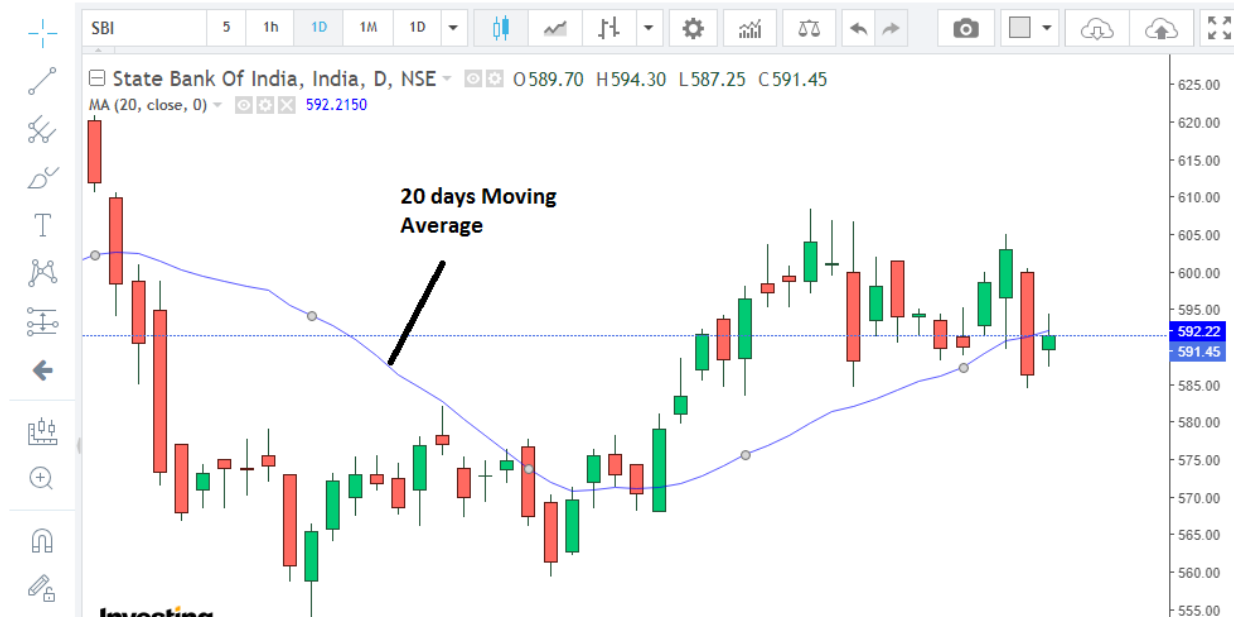 SBI 5 1h 1D 1M 1D
State Bank Of India, India, D, NSE O589.70 H594.30 L587.25 C591.45
MA (20, close, 0) 592.2150
20 days Moving
Average
T
625.00
620.00
615.00
610.00
605.00
600.00
595.00
592.22
591.45
585.00
580.00
575.00
570.00
565.00
560.00
555.00
Investing